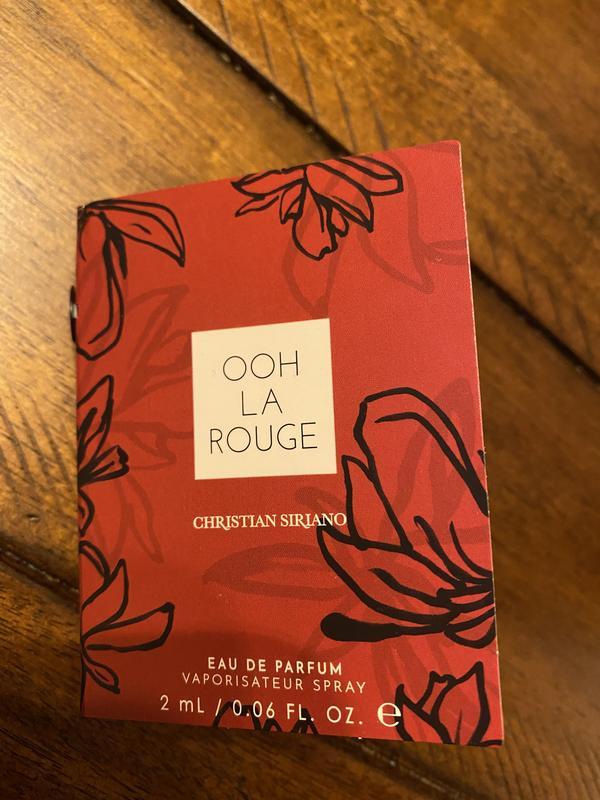 OOH
LA
ROUGE
CHRISTIAN SIRIANO
EAU DE PARFUM
VAPORISATEUR SPRAY
2 mL / 0.06 FL. OZ. ℮